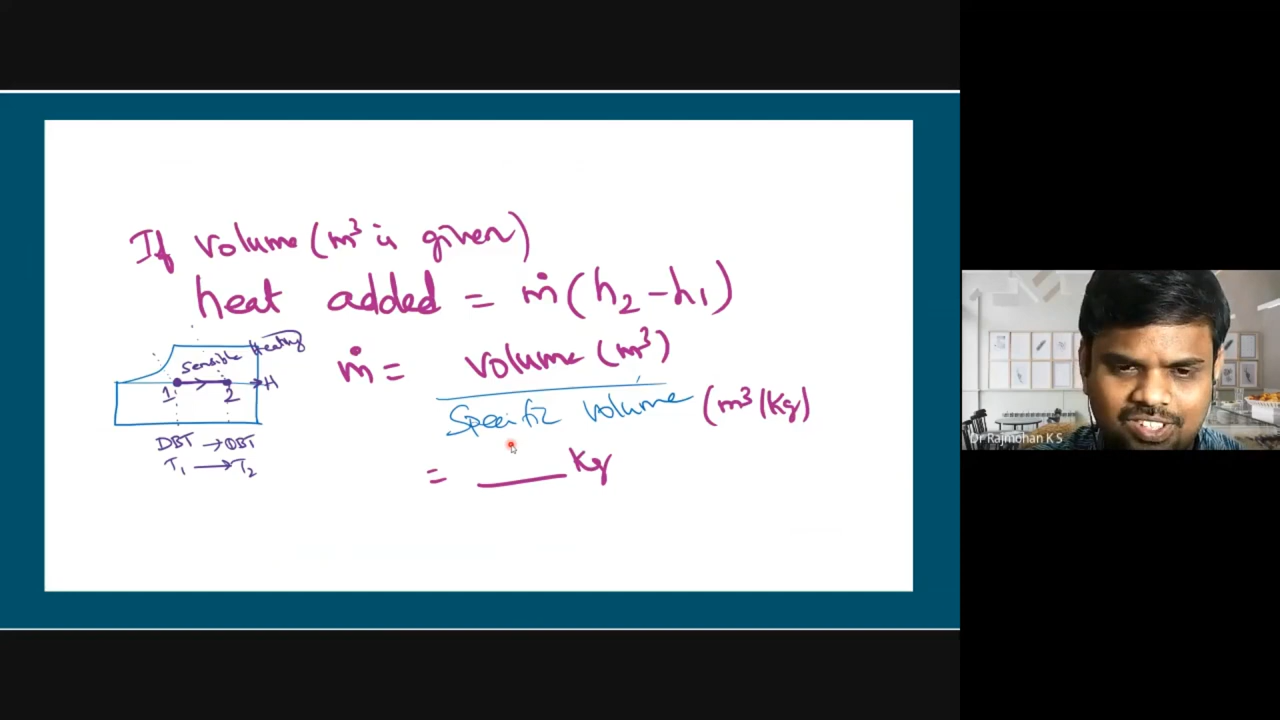 If volume (m³ is given)
heat added = ṁ (h₂ - h₁)
ṁ = volume (m³)
Specific volume (m³/kg)
= ____ kg
Sensible Heating
1 2 H
DBT → DBT
T₁ → T₂
Dr Rajmohan K S